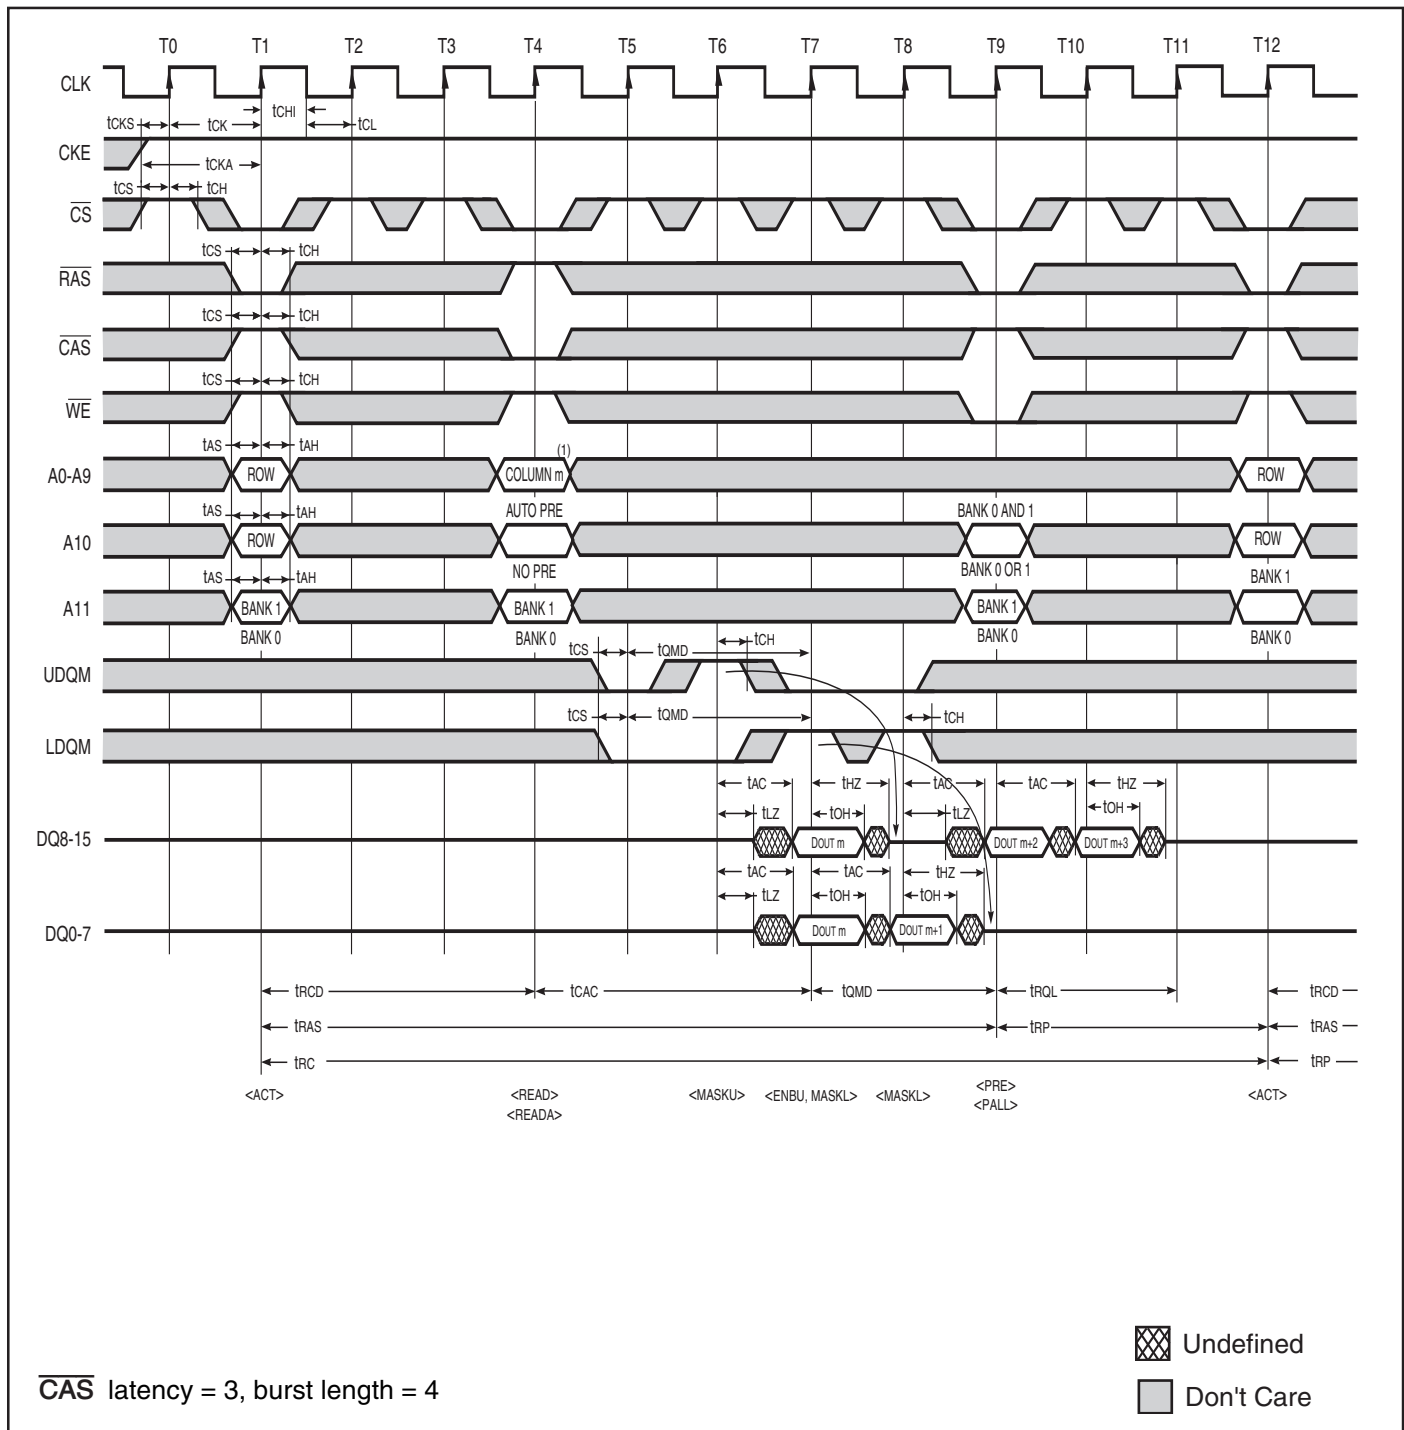 T0 T1 T2 T3 T4 T5 T6 T7 T8 T9 T10 T11 T12
CLK
tCHI
tCKS tCK tCL
CKE
tCKA
tCS tCH
CS
tCS tCH
RAS
tCS tCH
CAS
tCS tCH
WE
tAS tAH (1)
A0-A9 ROW COLUMN m ROW
tAS tAH AUTO PRE BANK 0 AND 1
A10 ROW ROW
NO PRE BANK 0 OR 1
tAS tAH BANK 1
A11 BANK 1 BANK 1 BANK 1
BANK 0 BANK 0 BANK 0 BANK 0
tCS tQMD tCH
UDQM
tCS tQMD tCH
LDQM
tAC tHZ tAC tAC tHZ
tLZ tOH tLZ tOH
DQ8-15 DOUT m DOUT m+2 DOUT m+3
tAC tAC tHZ
tLZ tOH tOH
DQ0-7 DOUT m DOUT m+1
tRCD tCAC tQMD tRQL tRCD
tRAS tRP tRAS
tRC tRP
<ACT> <READ> <MASKU> <ENBU, MASKL> <MASKL> <PRE> <ACT>
<READA> <PALL>
Undefined
CAS latency = 3, burst length = 4
Don't Care